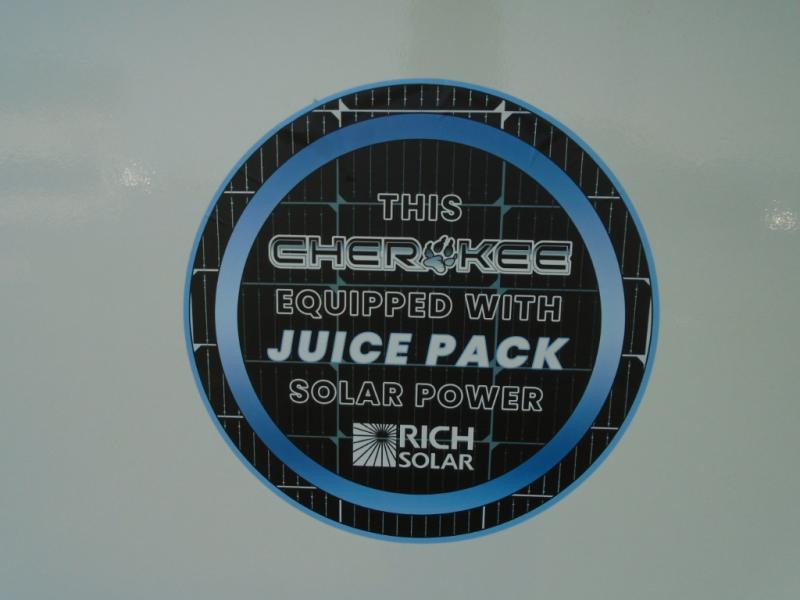 THIS
CHEROKEE
EQUIPPED WITH
JUICE PACK
SOLAR POWER
RICH
SOLAR